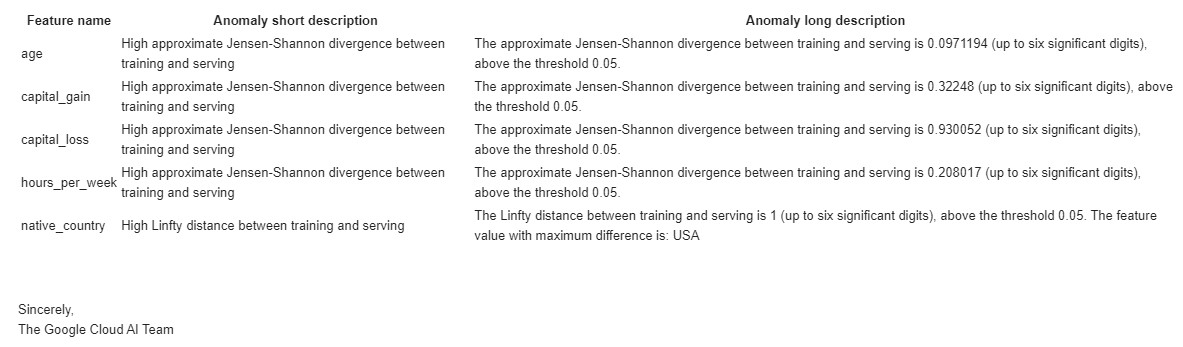 Feature name Anomaly short description Anomaly long description
age High approximate Jensen-Shannon divergence between training and serving The approximate Jensen-Shannon divergence between training and serving is 0.0971194 (up to six significant digits), above the threshold 0.05.
capital_gain High approximate Jensen-Shannon divergence between training and serving The approximate Jensen-Shannon divergence between training and serving is 0.32248 (up to six significant digits), above the threshold 0.05.
capital_loss High approximate Jensen-Shannon divergence between training and serving The approximate Jensen-Shannon divergence between training and serving is 0.930052 (up to six significant digits), above the threshold 0.05.
hours_per_week High approximate Jensen-Shannon divergence between training and serving The approximate Jensen-Shannon divergence between training and serving is 0.208017 (up to six significant digits), above the threshold 0.05.
native_country High Linfty distance between training and serving The Linfty distance between training and serving is 1 (up to six significant digits), above the threshold 0.05. The feature value with maximum difference is: USA
Sincerely,
The Google Cloud AI Team